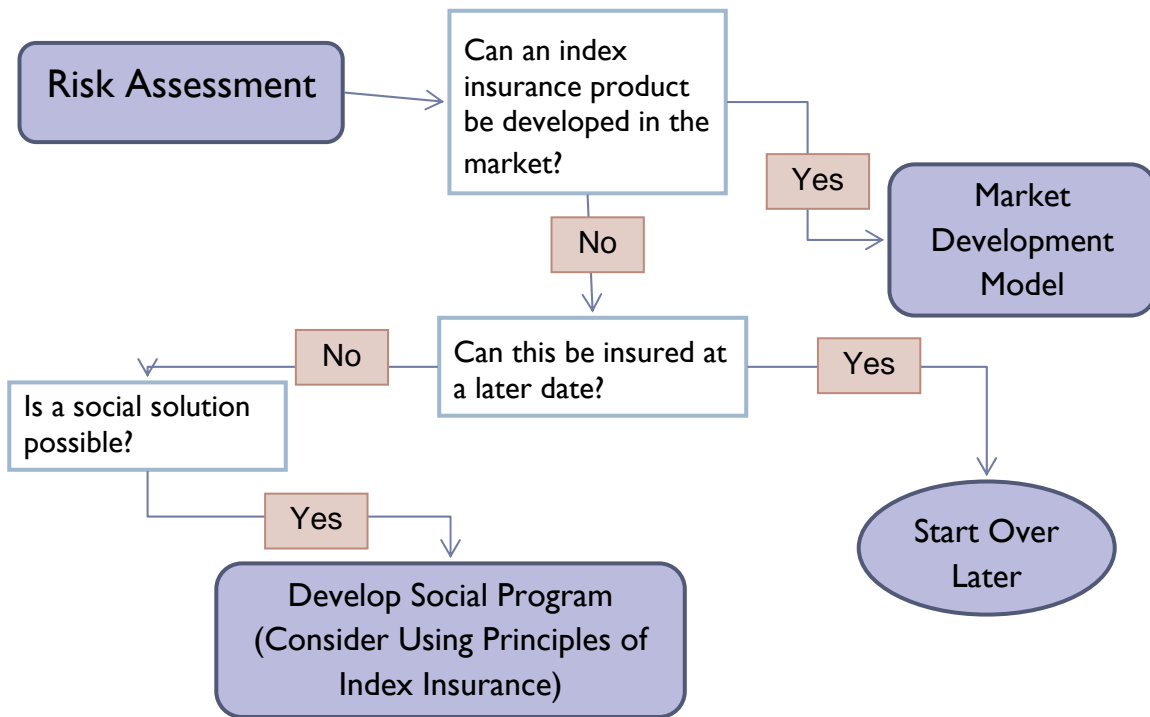 Risk Assessment
Can an index
insurance product
be developed in the
market?
Yes
Market
Development
Model
No
Can this be insured at
a later date?
No
Yes
Is a social solution
possible?
Yes
Start Over
Later
Develop Social Program
(Consider Using Principles of
Index Insurance)